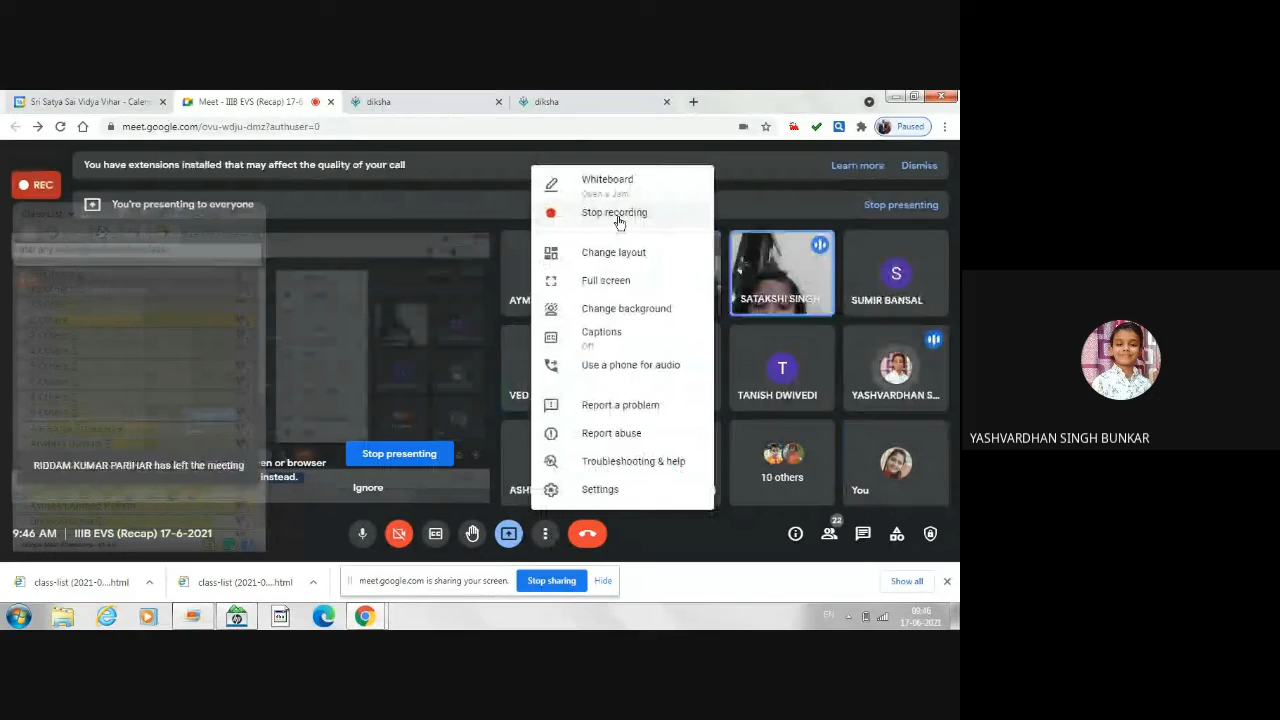 Sri Satya Sai Vidya Vihar - Calen
Meet - IIIB EVS (Recap) 17-6
diksha
diksha
meet.google.com/ovu-wdju-dmz?authuser=0
Paused
You have extensions installed that may affect the quality of your call
Learn more
Dismiss
REC
You're presenting to everyone
Stop presenting
Whiteboard
Open a Jam
Stop recording
Change layout
Full screen
Change background
Captions
Off
Use a phone for audio
Report a problem
Report abuse
Troubleshooting & help
Settings
AYM
SATAKSHI SINGH
SUMIR BANSAL
S
VED
T
TANISH DWIVEDI
YASHVARDHAN S...
ASH
10 others
You
RIDDAM KUMAR PARIHAR has left the meeting
en or browser
instead.
Stop presenting
Ignore
9:46 AM | IIIB EVS (Recap) 17-6-2021
22
class-list (2021-0....html
class-list (2021-0....html
meet.google.com is sharing your screen.
Stop sharing
Hide
Show all
EN
09:46
17-06-2021
YASHVARDHAN SINGH BUNKAR